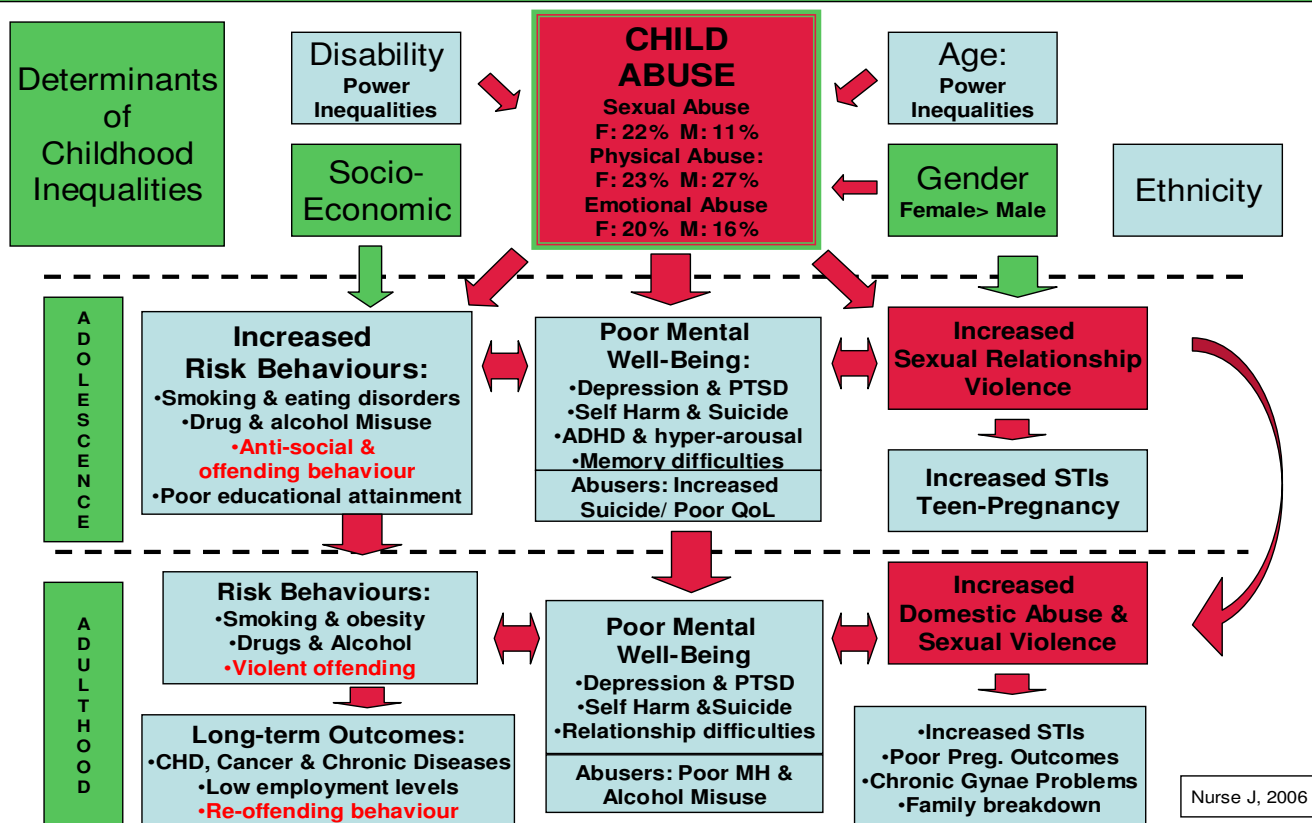 Determinants
of
Childhood
Inequalities
Disability
Power
Inequalities
Socio-
Economic
CHILD
ABUSE
Sexual Abuse
F: 22% M: 11%
Physical Abuse:
F: 23% M: 27%
Emotional Abuse
F: 20% M: 16%
Age:
Power
Inequalities
Gender
Female> Male
Ethnicity
ADOLESCENCE
Increased
Risk Behaviours:
•Smoking & eating disorders
•Drug & alcohol Misuse
•Anti-social &
offending behaviour
•Poor educational attainment
Poor Mental
Well-Being:
•Depression & PTSD
•Self Harm & Suicide
•ADHD & hyper-arousal
•Memory difficulties
Abusers: Increased
Suicide/ Poor QoL
Increased
Sexual Relationship
Violence
Increased STIs
Teen-Pregnancy
ADULTHOOD
Risk Behaviours:
•Smoking & obesity
•Drugs & Alcohol
•Violent offending
Long-term Outcomes:
•CHD, Cancer & Chronic Diseases
•Low employment levels
•Re-offending behaviour
Poor Mental
Well-Being
•Depression & PTSD
•Self Harm &Suicide
•Relationship difficulties
Abusers: Poor MH &
Alcohol Misuse
Increased
Domestic Abuse &
Sexual Violence
•Increased STIs
•Poor Preg. Outcomes
•Chronic Gynae Problems
•Family breakdown
Nurse J, 2006